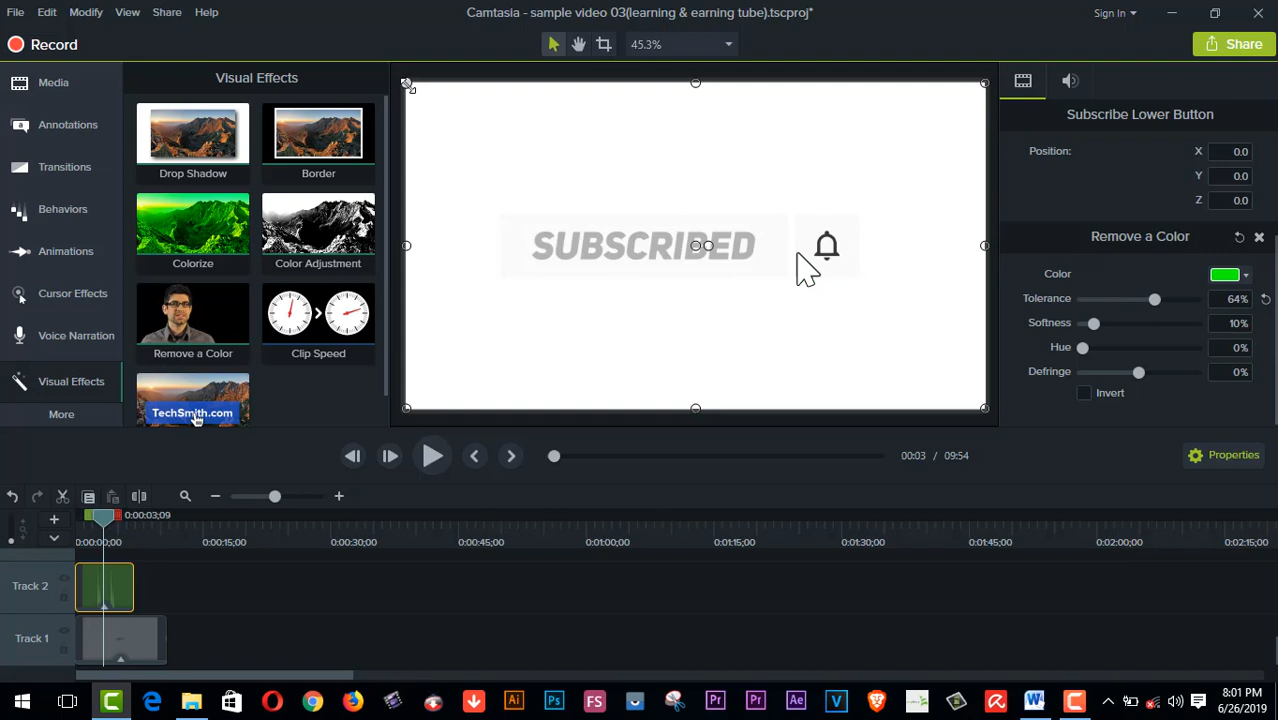 File Edit Modify View Share Help
Camtasia - sample video 03(learning & earning tube).tscproj*
Sign In
Record
45.3%
Share
Media
Annotations
Transitions
Behaviors
Animations
Cursor Effects
Voice Narration
Visual Effects
More
Visual Effects
Drop Shadow
Border
Colorize
Color Adjustment
Remove a Color
Clip Speed
TechSmith.com
SUBSCRIBED
Subscribe Lower Button
Position: X 0.0
Y 0.0
Z 0.0
Remove a Color
Color
Tolerance 64%
Softness 10%
Hue 0%
Defringe 0%
Invert
00:03 / 09:54
Properties
0:00:03;09
0:00:00;00 0:00:15;00 0:00:30;00 0:00:45;00 0:01:00;00 0:01:15;00 0:01:30;00 0:01:45;00 0:02:00;00 0:02:15;00
Track 2
Track 1
Ai Ps FS Pr Pr Ae V W
8:01 PM
6/26/2019